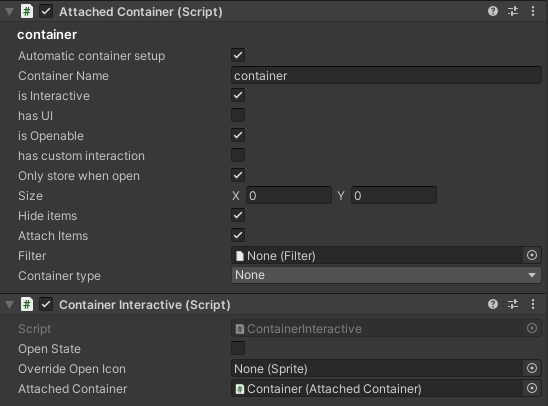 Attached Container (Script)
container
Automatic container setup
Container Name container
is Interactive
has UI
is Openable
has custom interaction
Only store when open
Size X 0 Y 0
Hide items
Attach Items
Filter None (Filter)
Container type None
Container Interactive (Script)
Script ContainerInteractive
Open State
Override Open Icon None (Sprite)
Attached Container Container (Attached Container)